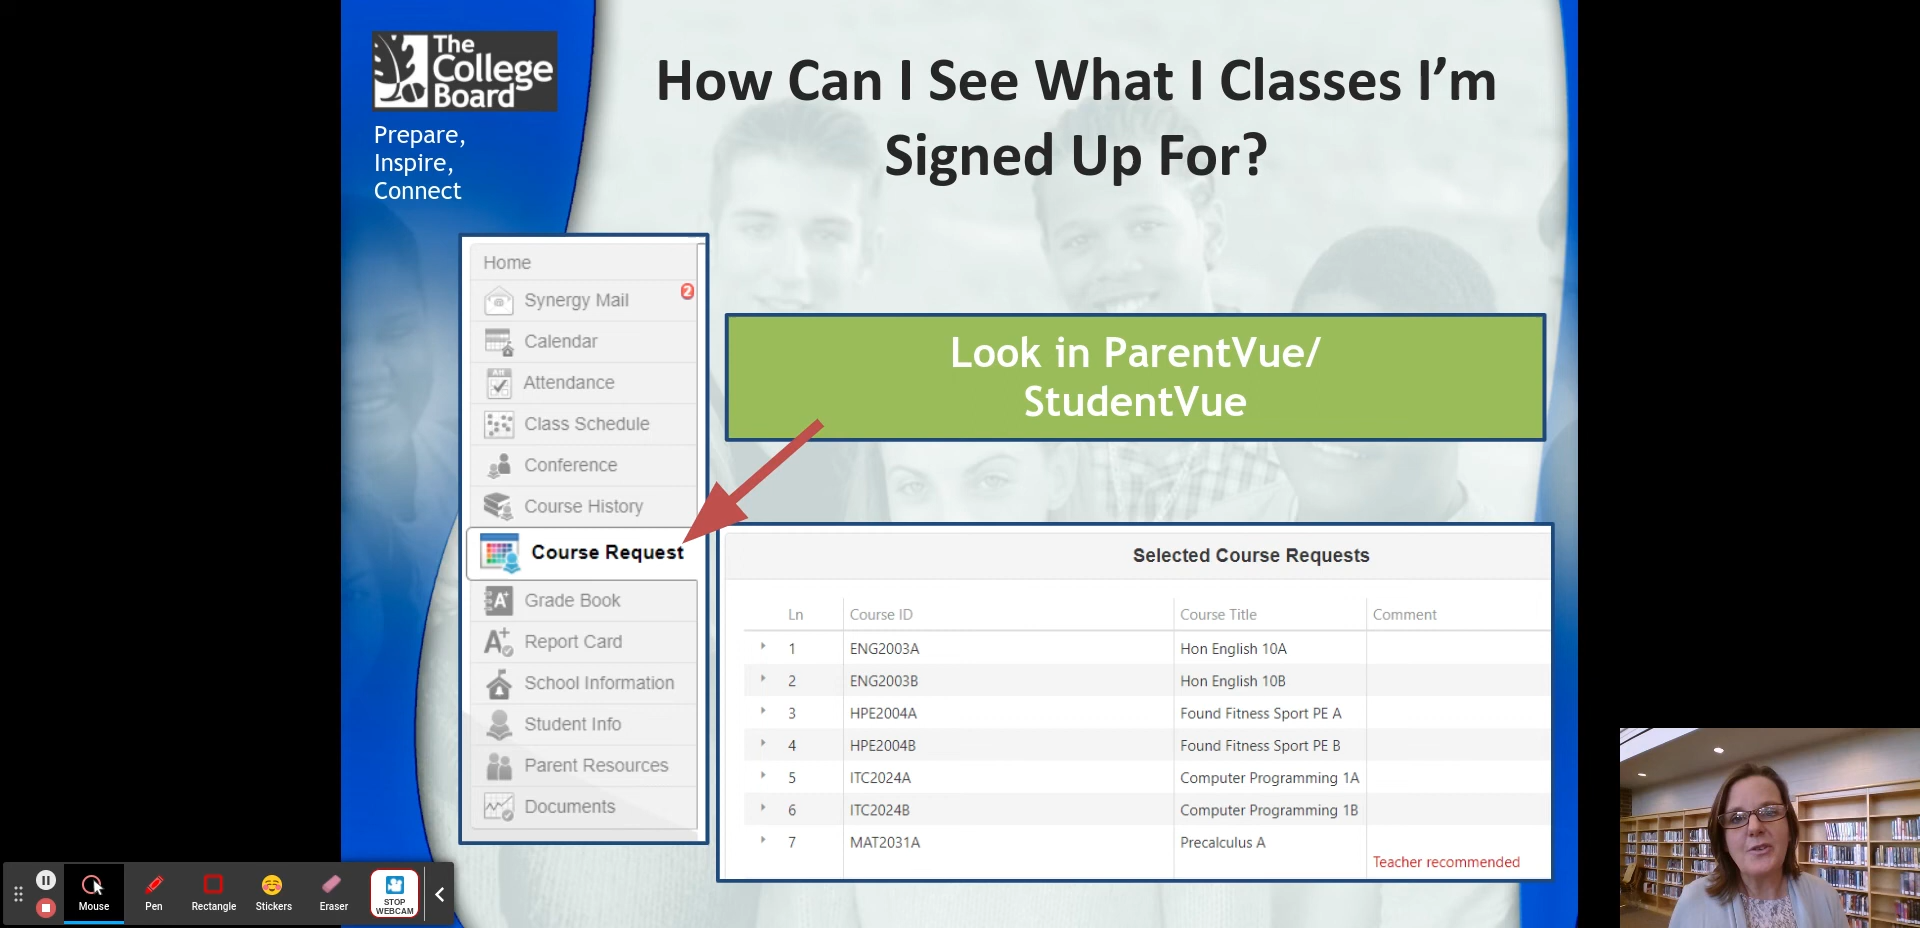 The
College
Board
Prepare,
Inspire,
Connect
How Can I See What I Classes I’m
Signed Up For?
Home
Synergy Mail 2
Calendar
Attendance
Class Schedule
Conference
Course History
Course Request
Grade Book
Report Card
School Information
Student Info
Parent Resources
Documents
Look in ParentVue/
StudentVue
Selected Course Requests
Ln Course ID Course Title Comment
1 ENG2003A Hon English 10A
2 ENG2003B Hon English 10B
3 HPE2004A Found Fitness Sport PE A
4 HPE2004B Found Fitness Sport PE B
5 ITC2024A Computer Programming 1A
6 ITC2024B Computer Programming 1B
7 MAT2031A Precalculus A
Teacher recommended
Mouse Pen Rectangle Stickers Eraser STOP
WEBCAM